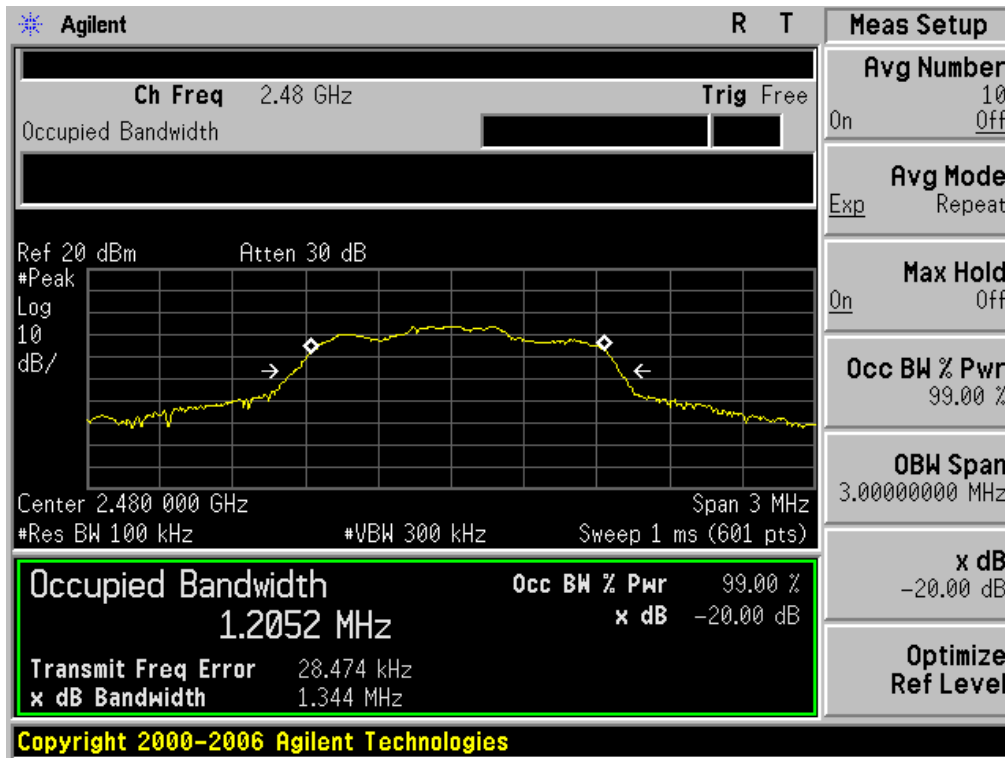 Agilent R T
Ch Freq 2.48 GHz Trig Free
Occupied Bandwidth
Ref 20 dBm Atten 30 dB
#Peak
Log
10
dB/
Center 2.480 000 GHz Span 3 MHz
#Res BW 100 kHz #VBW 300 kHz Sweep 1 ms (601 pts)
Occupied Bandwidth Occ BW % Pwr 99.00 %
1.2052 MHz x dB -20.00 dB
Transmit Freq Error 28.474 kHz
x dB Bandwidth 1.344 MHz
Copyright 2000-2006 Agilent Technologies
Meas Setup
Avg Number
10
On Off
Avg Mode
Exp Repeat
Max Hold
On Off
Occ BW % Pwr
99.00 %
OBW Span
3.00000000 MHz
x dB
-20.00 dB
Optimize
Ref Level